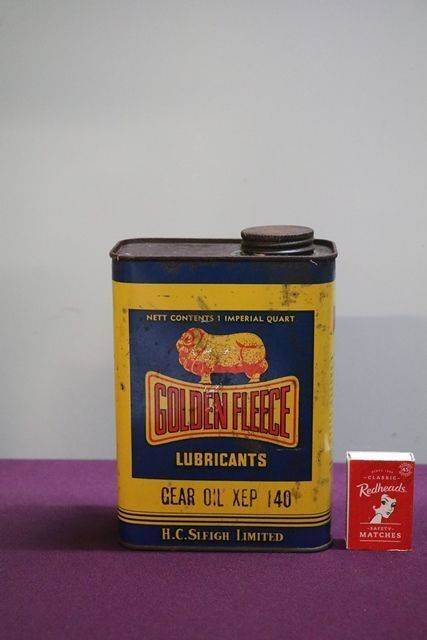 NETT CONTENTS 1 IMPERIAL QUART
GOLDEN FLEECE
LUBRICANTS
GEAR OIL XEP 140
H.C. SLEIGH LIMITED
CLASSIC
Redheads
SAFETY
MATCHES